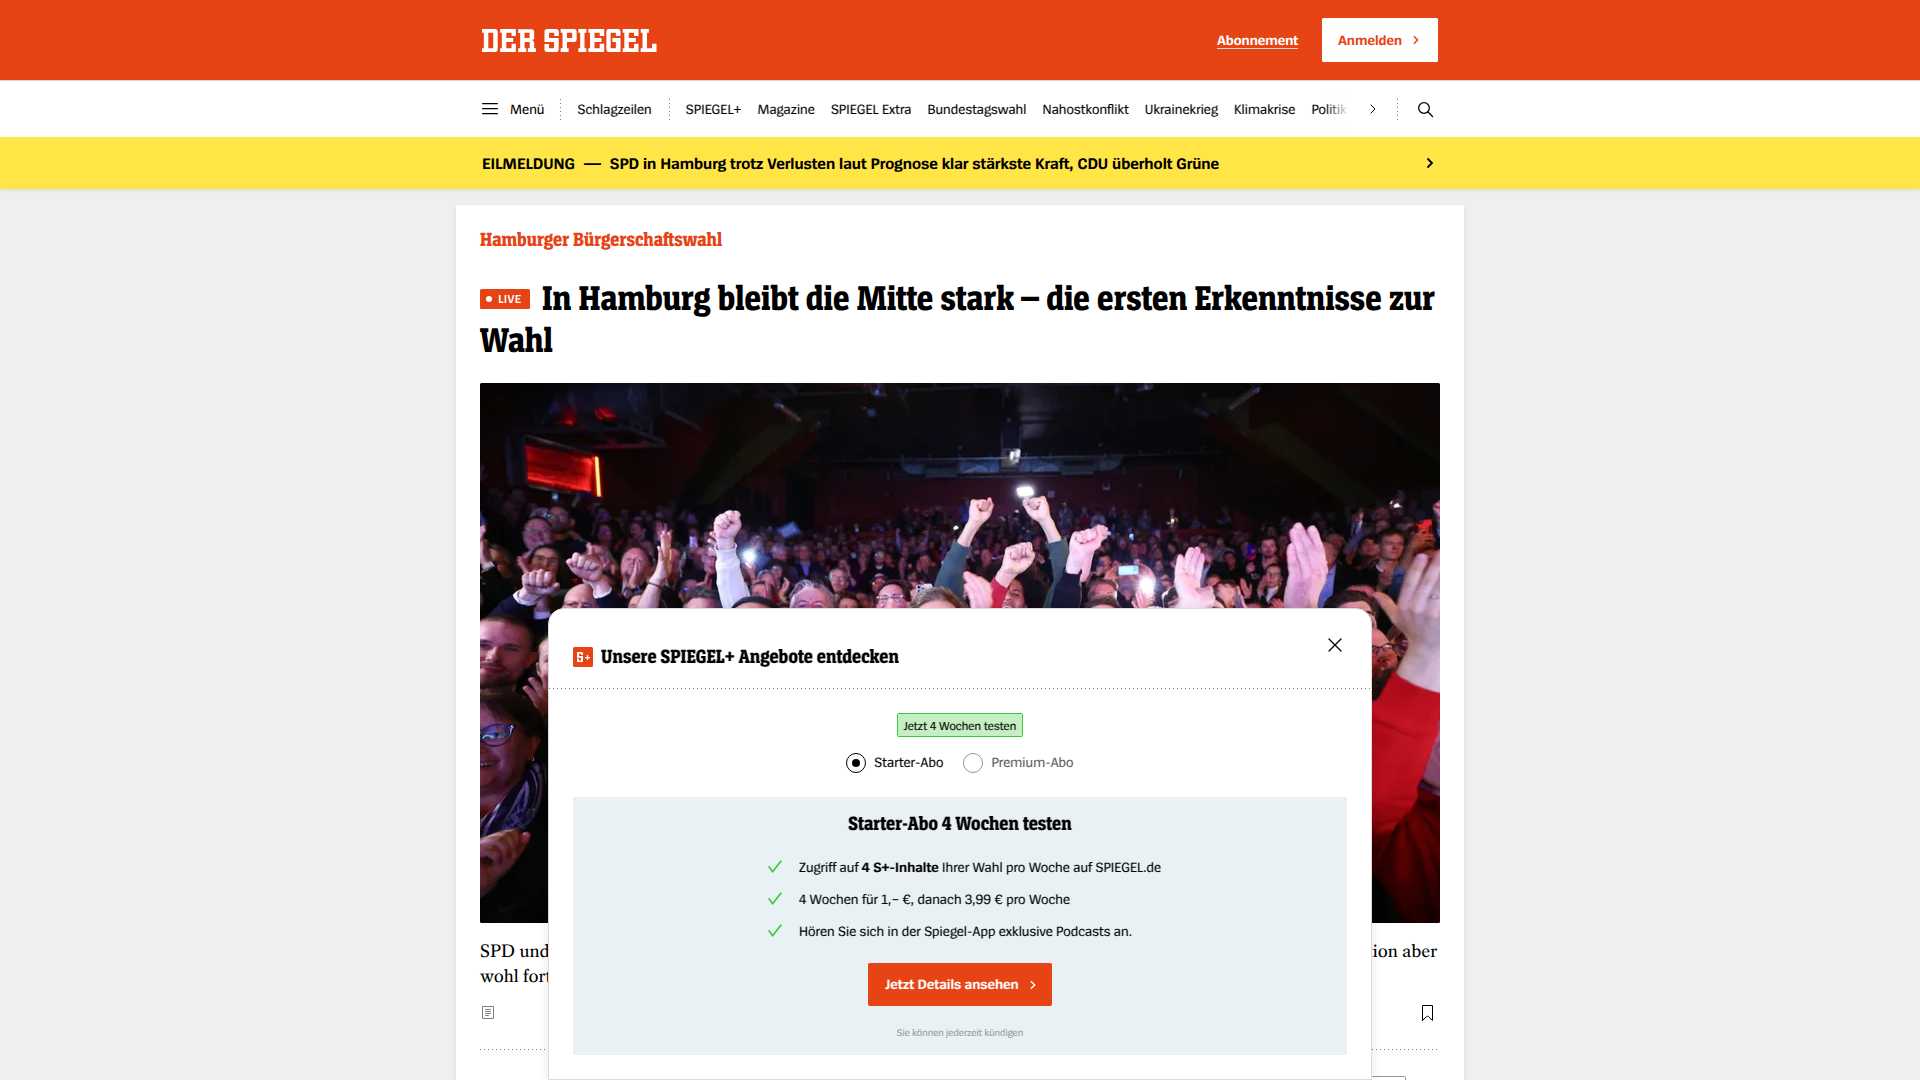 DER SPIEGEL
Abonnement
Anmelden
Menü
Schlagzeilen
SPIEGEL+
Magazine
SPIEGEL Extra
Bundestagswahl
Nahostkonflikt
Ukrainekrieg
Klimakrise
Politik
EILMELDUNG — SPD in Hamburg trotz Verlusten laut Prognose klar stärkste Kraft, CDU überholt Grüne
Hamburger Bürgerschaftswahl
LIVE In Hamburg bleibt die Mitte stark – die ersten Erkenntnisse zur
Wahl
S+ Unsere SPIEGEL+ Angebote entdecken
Jetzt 4 Wochen testen
Starter-Abo
Premium-Abo
Starter-Abo 4 Wochen testen
Zugriff auf 4 S+-Inhalte Ihrer Wahl pro Woche auf SPIEGEL.de
4 Wochen für 1,– €, danach 3,99 € pro Woche
Hören Sie sich in der Spiegel-App exklusive Podcasts an.
Jetzt Details ansehen
Sie können jederzeit kündigen
SPD und
aber
wohl